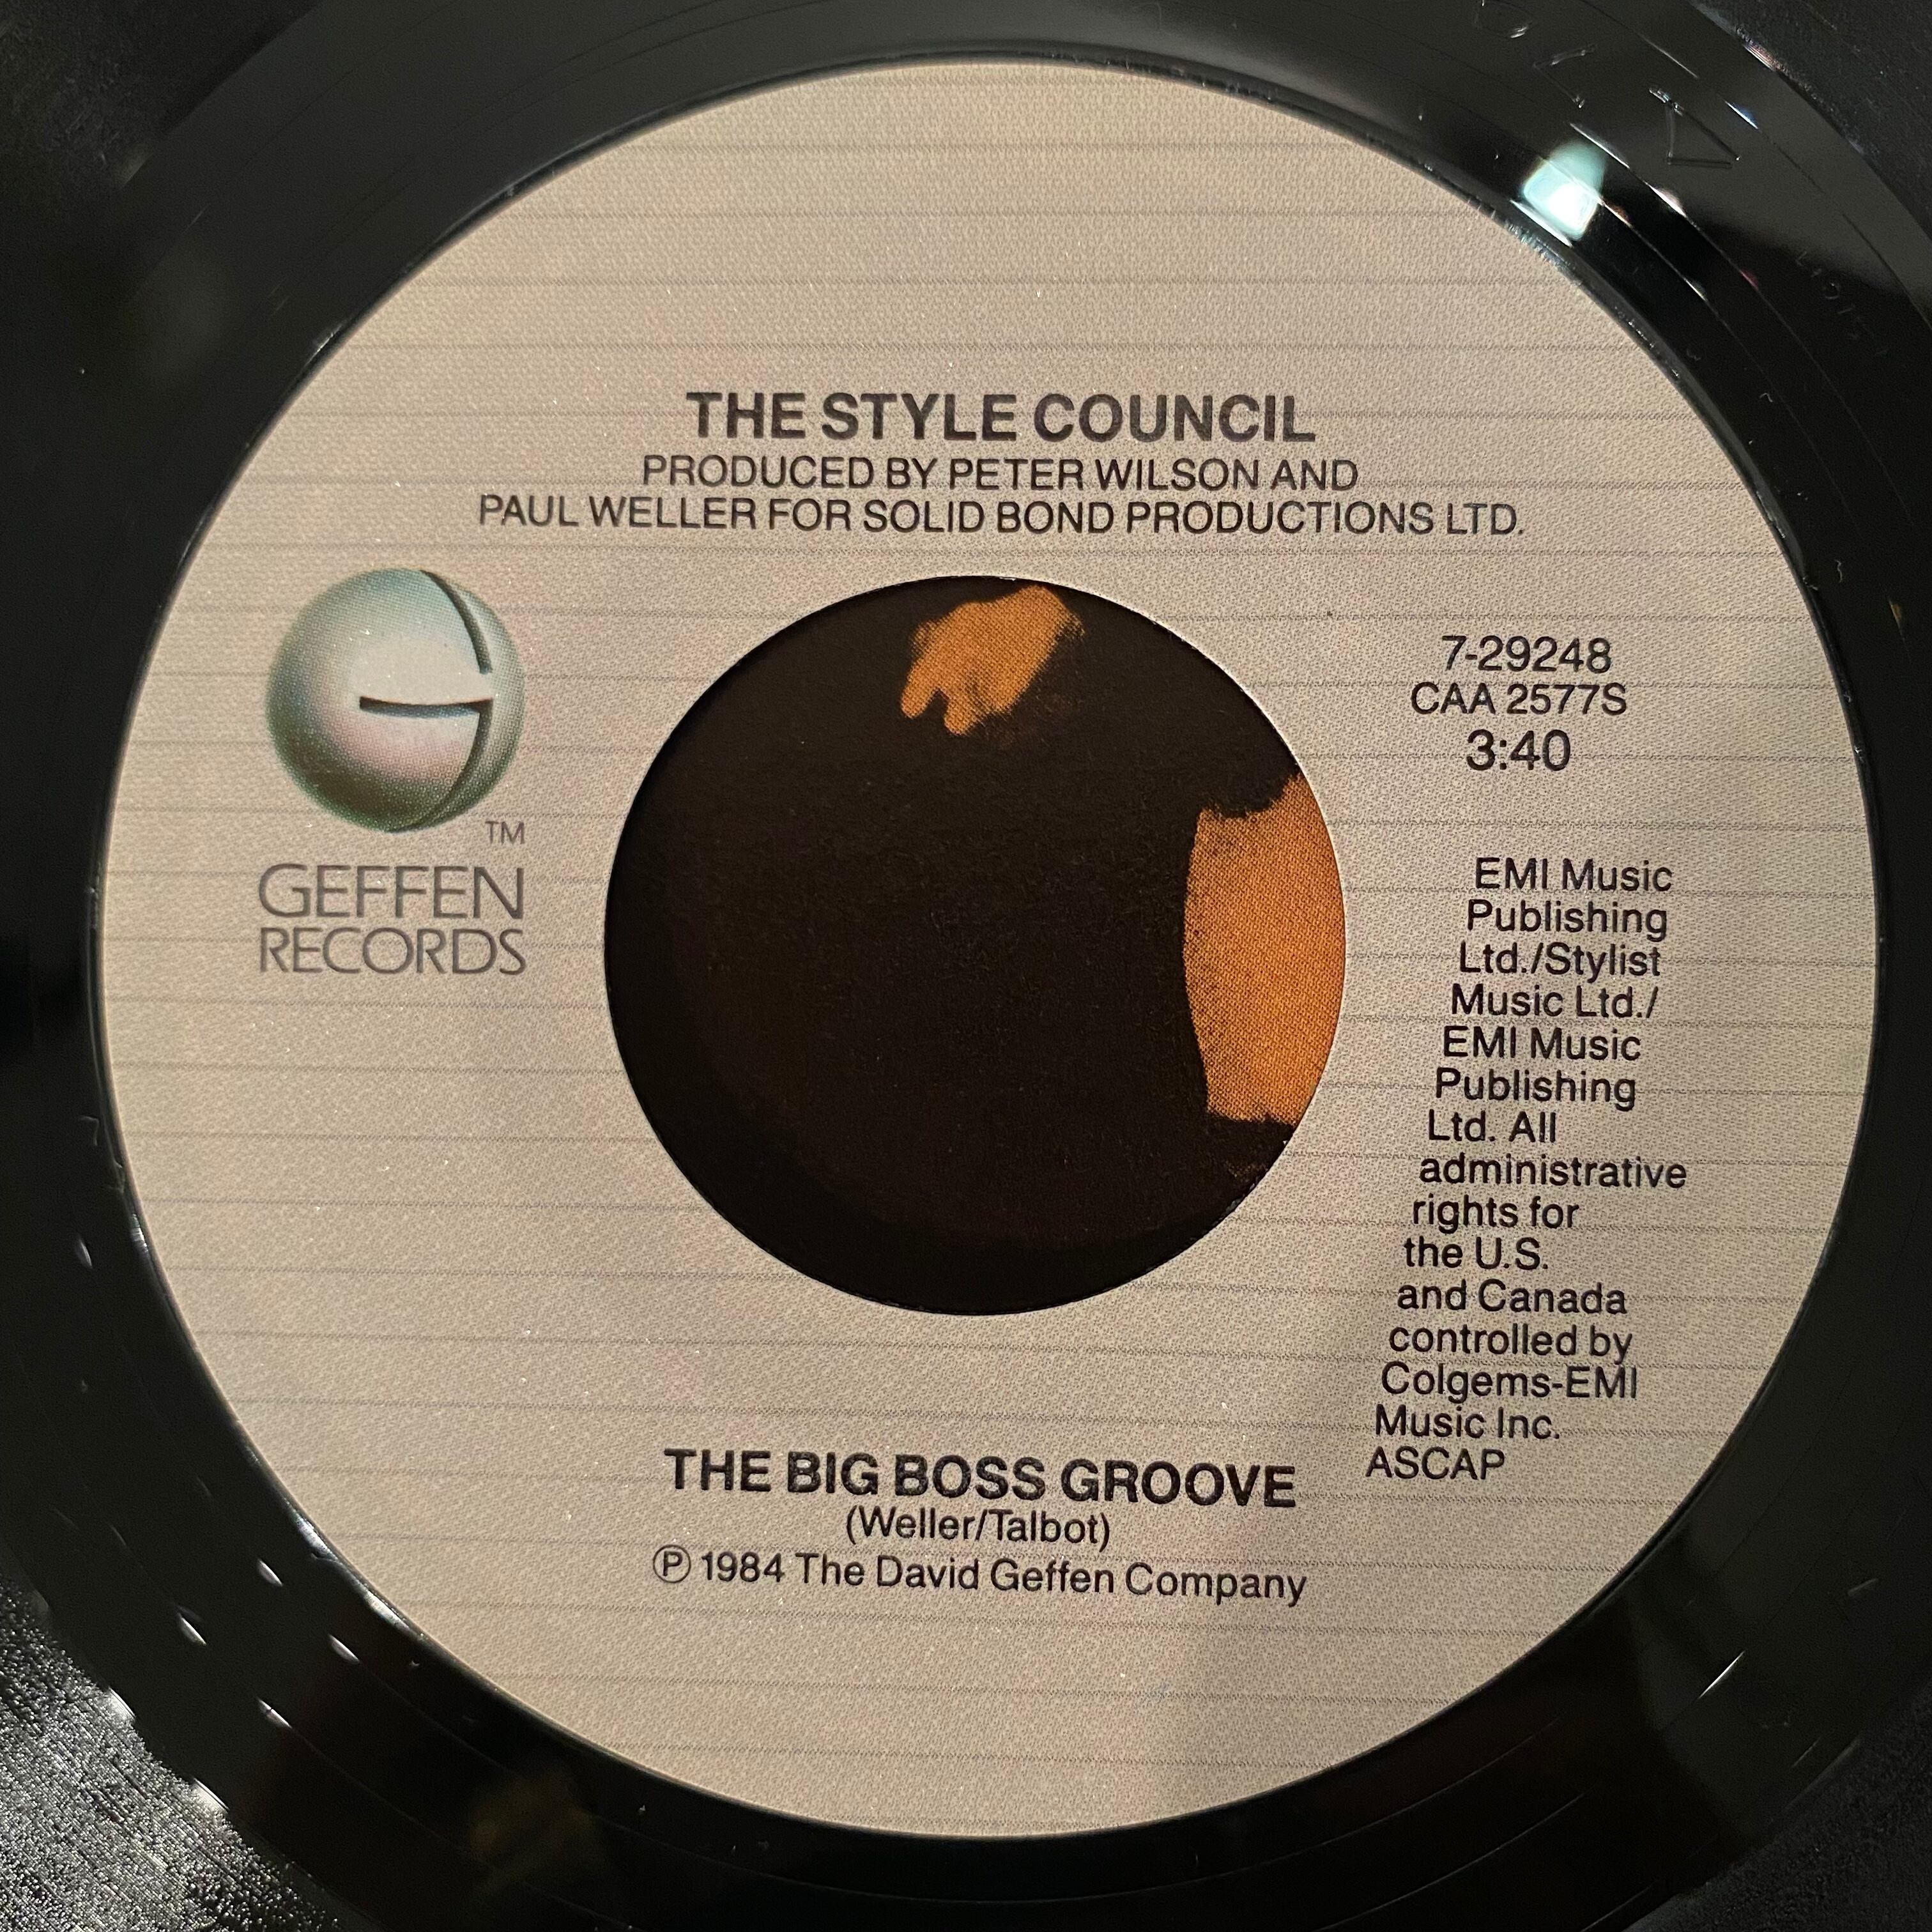 THE STYLE COUNCIL
PRODUCED BY PETER WILSON AND
PAUL WELLER FOR SOLID BOND PRODUCTIONS LTD.
TM
GEFFEN
RECORDS
7-29248
CAA 2577S
3:40
EMI Music
Publishing
Ltd./Stylist
Music Ltd./
EMI Music
Publishing
Ltd. All
administrative
rights for
the U.S.
and Canada
controlled by
Colgems-EMI
Music Inc.
ASCAP
THE BIG BOSS GROOVE
(Weller/Talbot)
℗ 1984 The David Geffen Company